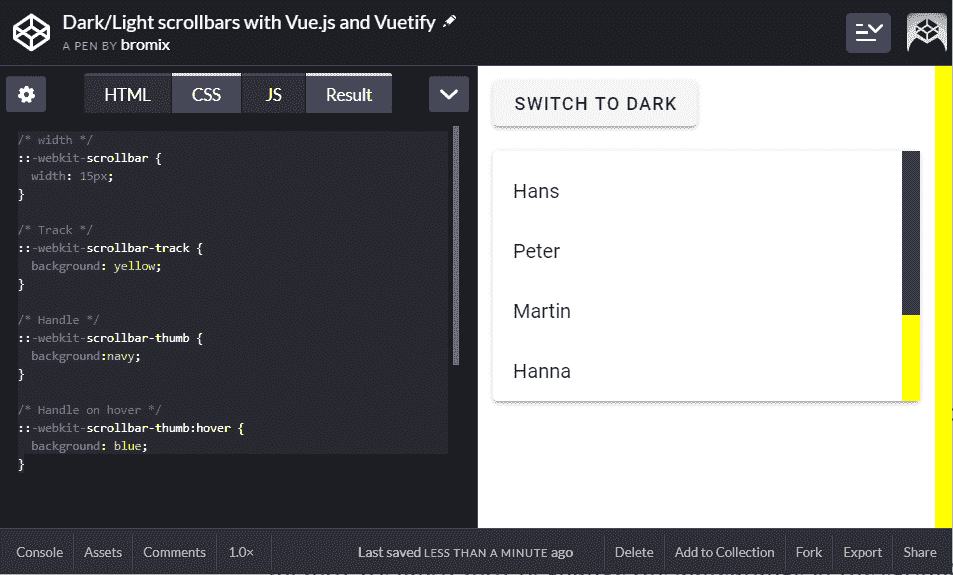 Dark/Light scrollbars with Vue.js and Vuetify
A PEN BY bromix
HTML CSS JS Result
/* width */
::-webkit-scrollbar {
  width: 15px;
}
/* Track */
::-webkit-scrollbar-track {
  background: yellow;
}
/* Handle */
::-webkit-scrollbar-thumb {
  background:navy;
}
/* Handle on hover */
::-webkit-scrollbar-thumb:hover {
  background: blue;
}
SWITCH TO DARK
Hans
Peter
Martin
Hanna
Console Assets Comments 1.0× Last saved LESS THAN A MINUTE ago Delete Add to Collection Fork Export Share